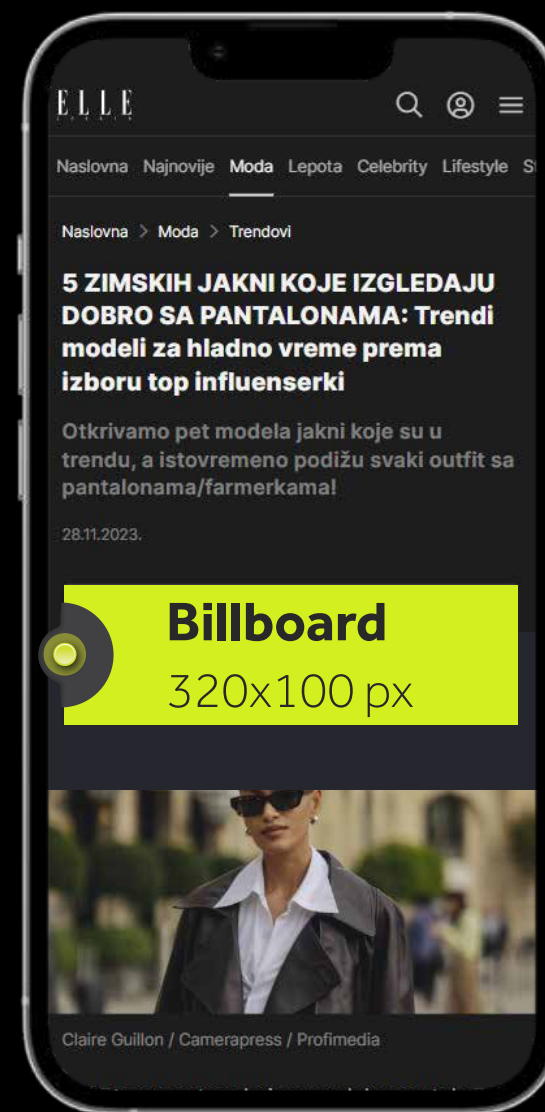 ELLE
Naslovna Najnovije Moda Lepota Celebrity Lifestyle
Naslovna > Moda > Trendovi
5 ZIMSKIH JAKNI KOJE IZGLEDAJU
DOBRO SA PANTALONAMA: Trendi
modeli za hladno vreme prema
izboru top influenserki
Otkrivamo pet modela jakni koje su u
trendu, a istovremeno podižu svaki outfit sa
pantalonama/farmerkama!
28.11.2023.
Billboard
320x100 px
Claire Guillon / Camerapress / Profimedia